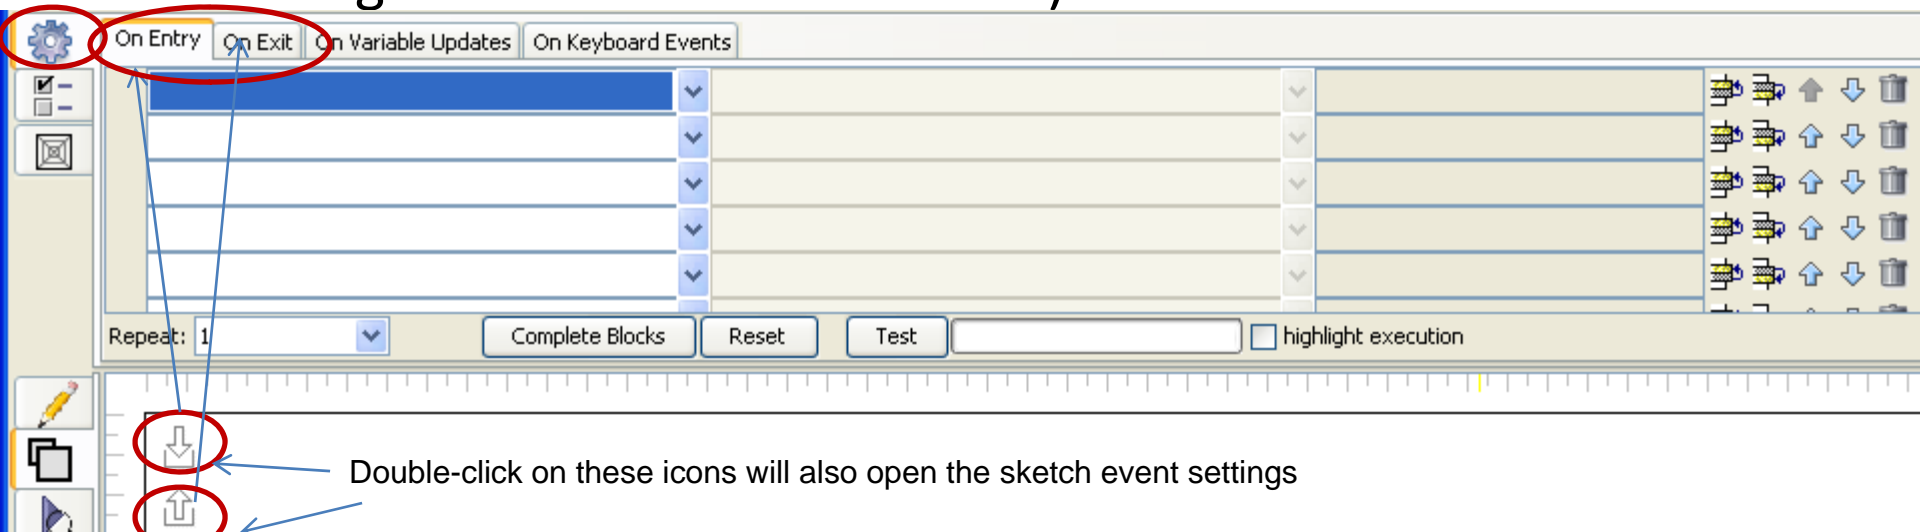 On Entry On Exit On Variable Updates On Keyboard Events
Repeat: 1 Complete Blocks Reset Test highlight execution
Double-click on these icons will also open the sketch event settings